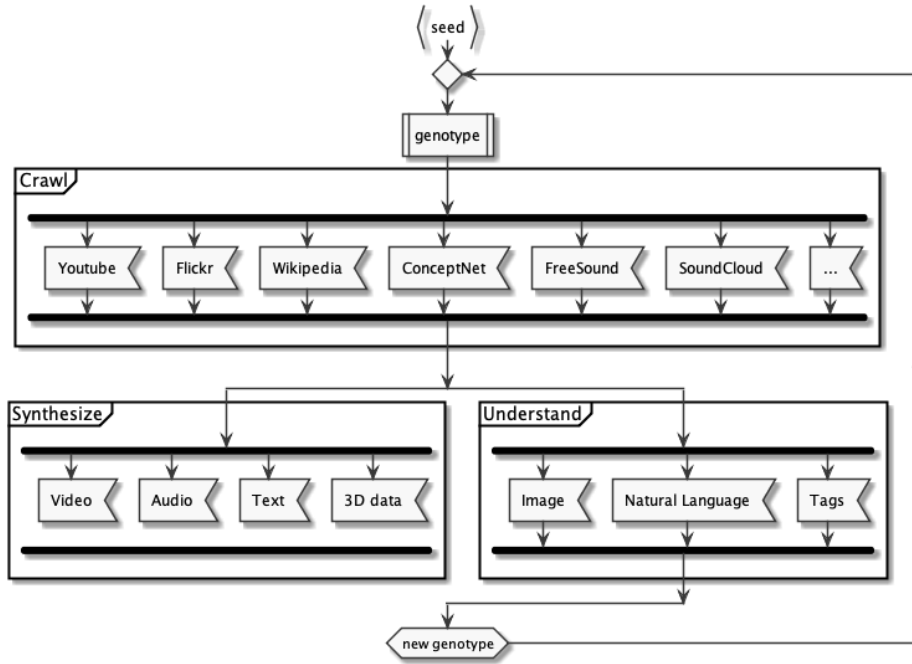 seed
genotype
Crawl
Youtube Flickr Wikipedia ConceptNet FreeSound SoundCloud ...
Synthesize Understand
Video Audio Text 3D data Image Natural Language Tags
new genotype